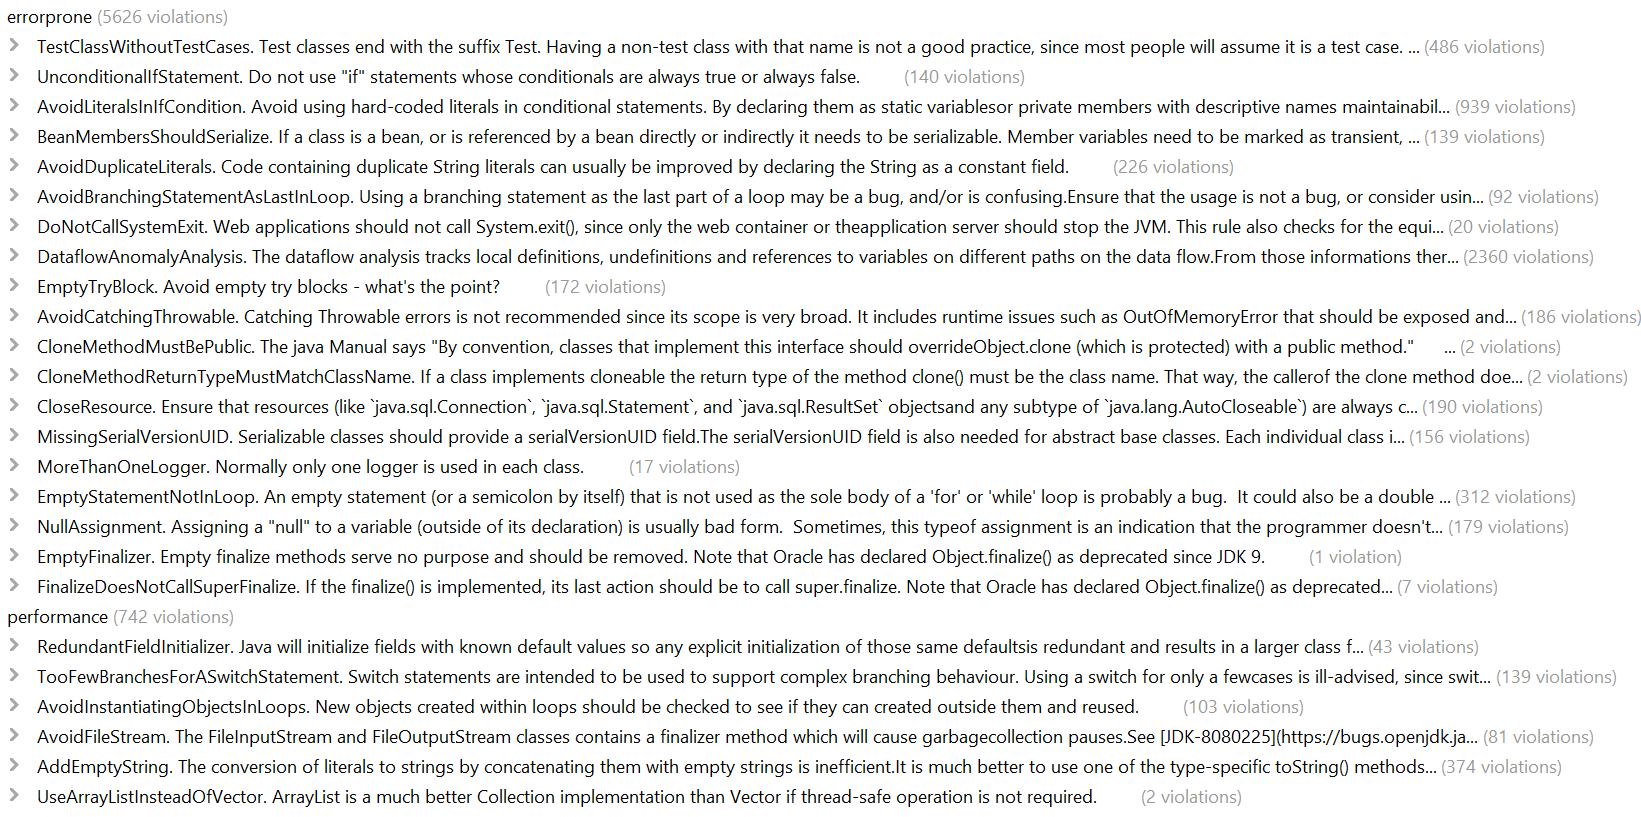 errorprone (5626 violations)
TestClassWithoutTestCases. Test classes end with the suffix Test. Having a non-test class with that name is not a good practice, since most people will assume it is a test case. ... (486 violations)
UnconditionalIfStatement. Do not use "if" statements whose conditionals are always true or always false. (140 violations)
AvoidLiteralsInIfCondition. Avoid using hard-coded literals in conditional statements. By declaring them as static variablesor private members with descriptive names maintainabil... (939 violations)
BeanMembersShouldSerialize. If a class is a bean, or is referenced by a bean directly or indirectly it needs to be serializable. Member variables need to be marked as transient, ... (139 violations)
AvoidDuplicateLiterals. Code containing duplicate String literals can usually be improved by declaring the String as a constant field. (226 violations)
AvoidBranchingStatementAsLastInLoop. Using a branching statement as the last part of a loop may be a bug, and/or is confusing.Ensure that the usage is not a bug, or consider usin... (92 violations)
DoNotCallSystemExit. Web applications should not call System.exit(), since only the web container or theapplication server should stop the JVM. This rule also checks for the equi... (20 violations)
DataflowAnomalyAnalysis. The dataflow analysis tracks local definitions, undefinitions and references to variables on different paths on the data flow.From those informations ther... (2360 violations)
EmptyTryBlock. Avoid empty try blocks - what's the point? (172 violations)
AvoidCatchingThrowable. Catching Throwable errors is not recommended since its scope is very broad. It includes runtime issues such as OutOfMemoryError that should be exposed and... (186 violations)
CloneMethodMustBePublic. The java Manual says "By convention, classes that implement this interface should overrideObject.clone (which is protected) with a public method." ... (2 violations)
CloneMethodReturnTypeMustMatchClassName. If a class implements cloneable the return type of the method clone() must be the class name. That way, the callerof the clone method doe... (2 violations)
CloseResource. Ensure that resources (like `java.sql.Connection`, `java.sql.Statement`, and `java.sql.ResultSet` objectsand any subtype of `java.lang.AutoCloseable`) are always c... (190 violations)
MissingSerialVersionUID. Serializable classes should provide a serialVersionUID field.The serialVersionUID field is also needed for abstract base classes. Each individual class i... (156 violations)
MoreThanOneLogger. Normally only one logger is used in each class. (17 violations)
EmptyStatementNotInLoop. An empty statement (or a semicolon by itself) that is not used as the sole body of a 'for' or 'while' loop is probably a bug.  It could also be a double ... (312 violations)
NullAssignment. Assigning a "null" to a variable (outside of its declaration) is usually bad form.  Sometimes, this typeof assignment is an indication that the programmer doesn't... (179 violations)
EmptyFinalizer. Empty finalize methods serve no purpose and should be removed. Note that Oracle has declared Object.finalize() as deprecated since JDK 9. (1 violation)
FinalizeDoesNotCallSuperFinalize. If the finalize() is implemented, its last action should be to call super.finalize. Note that Oracle has declared Object.finalize() as deprecated... (7 violations)
performance (742 violations)
RedundantFieldInitializer. Java will initialize fields with known default values so any explicit initialization of those same defaultsis redundant and results in a larger class f... (43 violations)
TooFewBranchesForASwitchStatement. Switch statements are intended to be used to support complex branching behaviour. Using a switch for only a fewcases is ill-advised, since swit... (139 violations)
AvoidInstantiatingObjectsInLoops. New objects created within loops should be checked to see if they can created outside them and reused. (103 violations)
AvoidFileStream. The FileInputStream and FileOutputStream classes contains a finalizer method which will cause garbagecollection pauses.See [JDK-8080225](https://bugs.openjdk.ja... (81 violations)
AddEmptyString. The conversion of literals to strings by concatenating them with empty strings is inefficient.It is much better to use one of the type-specific toString() methods... (374 violations)
UseArrayListInsteadOfVector. ArrayList is a much better Collection implementation than Vector if thread-safe operation is not required. (2 violations)